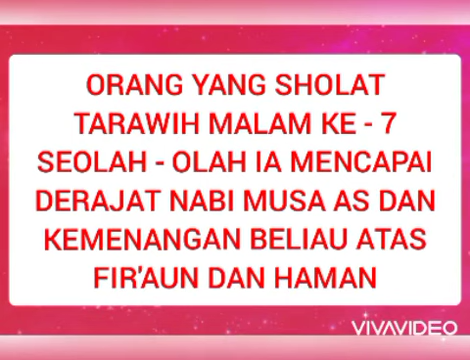 ORANG YANG SHOLAT
TARAWIH MALAM KE - 7
SEOLAH - OLAH IA MENCAPAI
DERAJAT NABI MUSA AS DAN
KEMENANGAN BELIAU ATAS
FIR'AUN DAN HAMAN
VIVAVIDEO